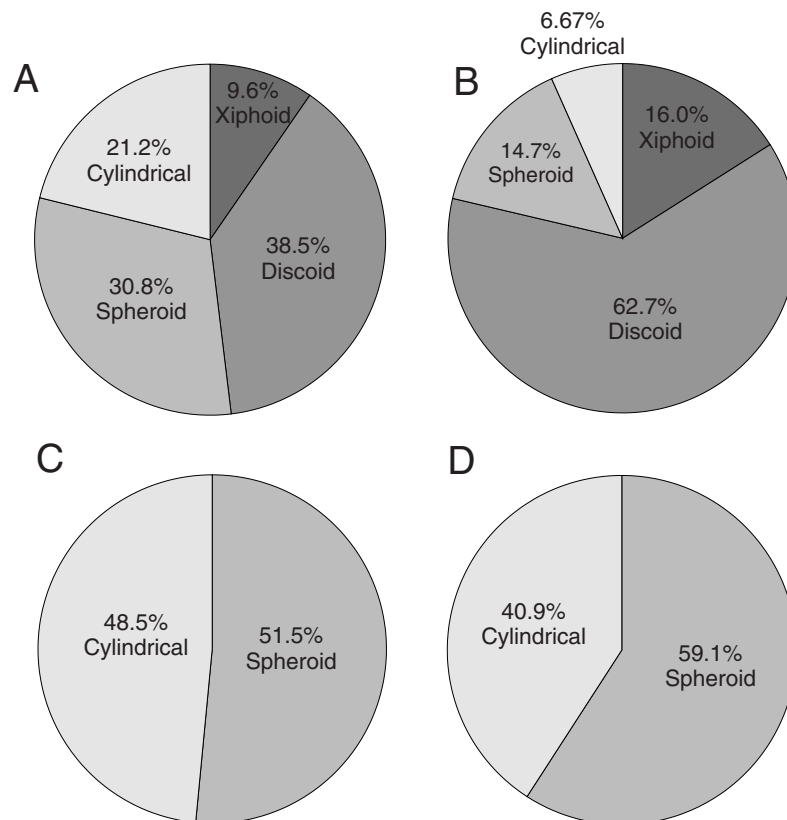 A
9.6%
Xiphoid
38.5%
Discoid
30.8%
Spheroid
21.2%
Cylindrical
B
6.67%
Cylindrical
16.0%
Xiphoid
14.7%
Spheroid
62.7%
Discoid
C
48.5%
Cylindrical
51.5%
Spheroid
D
40.9%
Cylindrical
59.1%
Spheroid